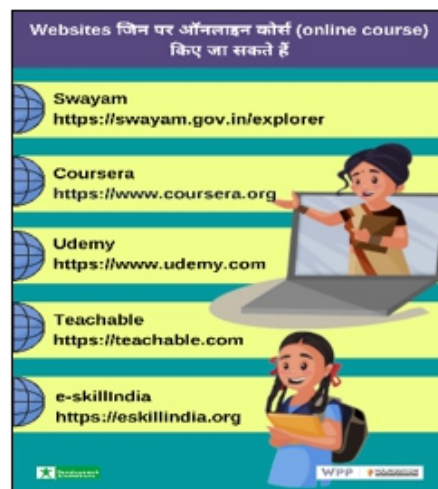 Websites जिन पर ऑनलाइन कोर्स (online course)
किए जा सकते हैं
Swayam
https://swayam.gov.in/explorer
Coursera
https://www.coursera.org
Udemy
https://www.udemy.com
Teachable
https://teachable.com
e-skillIndia
https://eskillindia.org
WPP